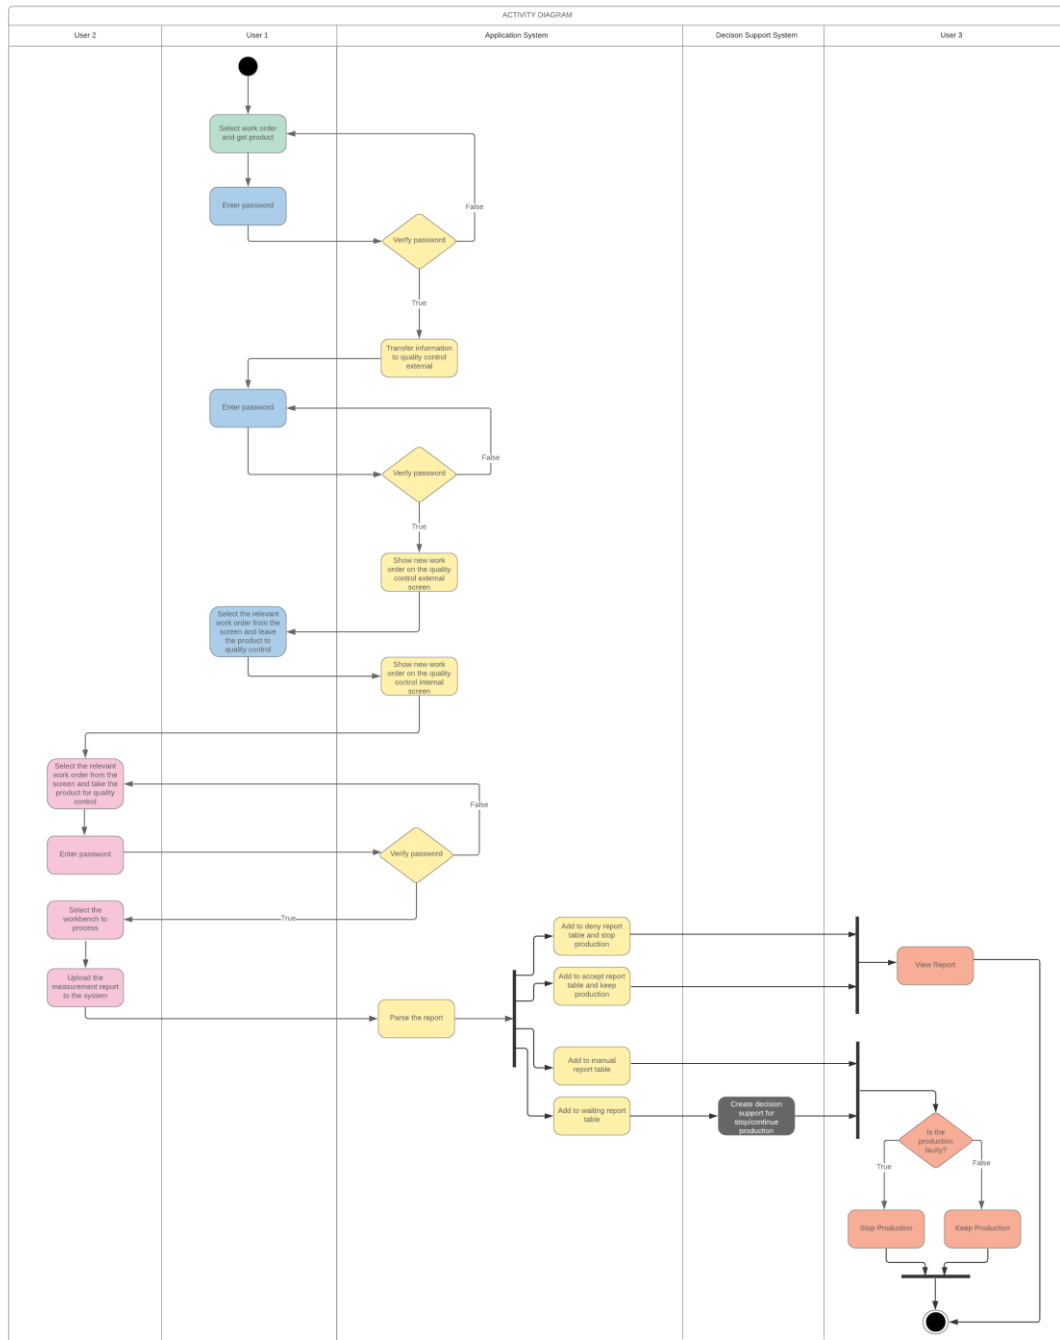 ACTIVITY DIAGRAM
User 2
User 1
Application System
Decison Support System
User 3
Select work order
and get product
Enter password
False
Verify password
True
Transfer information
to quality control
external
Enter password
False
Verify password
True
Show new work
order on the quality
control external
screen
Select the relevant
work order from the
screen and leave
the product to
quality control
Show new work
order on the quality
control internal
screen
Select the relevant
work order from the
screen and take the
product for quality
control
False
Enter password
Verify password
Select the
workbench to
process
True
Add to deny report
table and stop
production
View Report
Upload the
measurement report
to the system
Add to accept report
table and keep
production
Parse the report
Add to manual
report table
Add to waiting report
table
Create decision
support for
stop/continue
production
Is the
production
faulty?
True
False
Stop Production
Keep Production